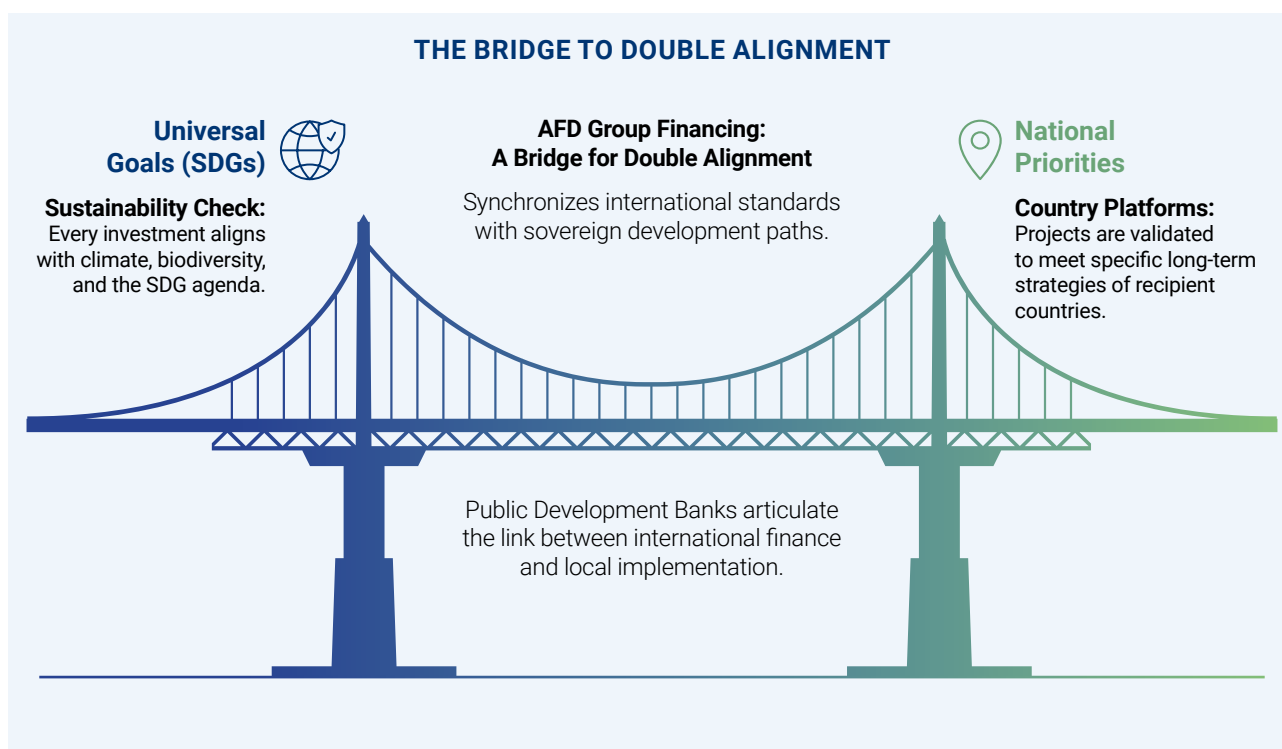 THE BRIDGE TO DOUBLE ALIGNMENT
Universal
Goals (SDGs)
Sustainability Check:
Every investment aligns
with climate, biodiversity,
and the SDG agenda.
AFD Group Financing:
A Bridge for Double Alignment
Synchronizes international standards
with sovereign development paths.
National
Priorities
Country Platforms:
Projects are validated
to meet specific long-term
strategies of recipient
countries.
Public Development Banks articulate
the link between international finance
and local implementation.